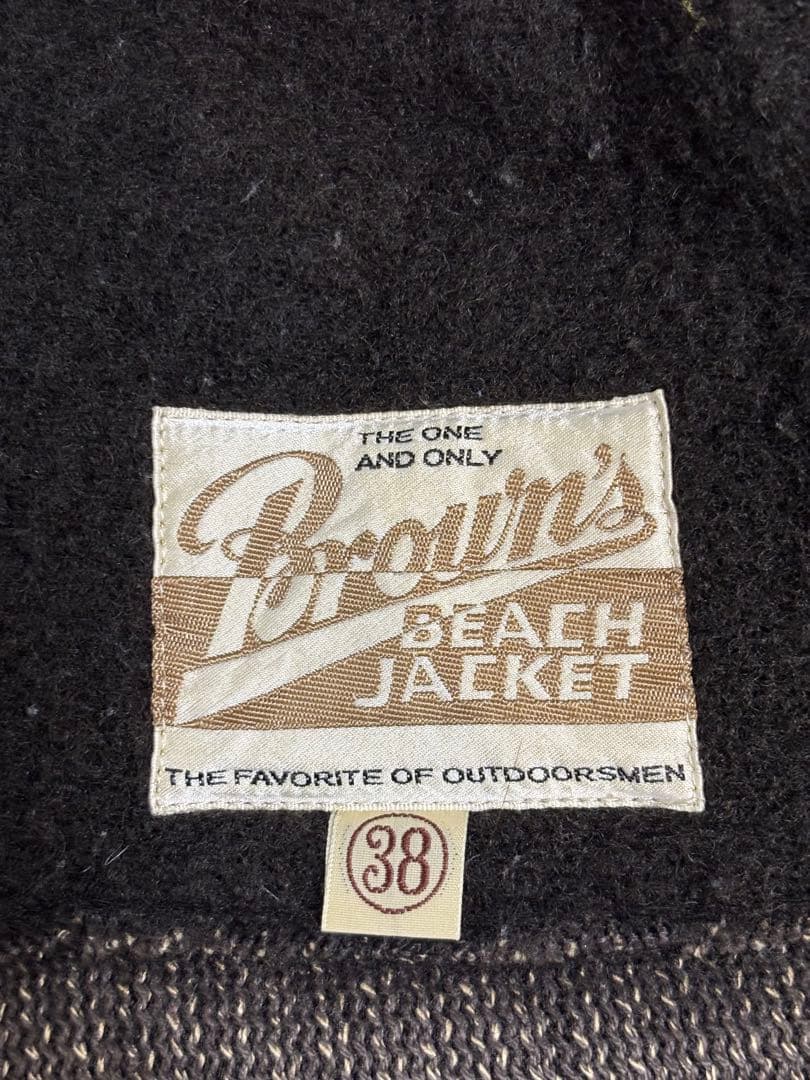 THE ONE
AND ONLY
Brown's
BEACH
JACKET
THE FAVORITE OF OUTDOORSMEN
38